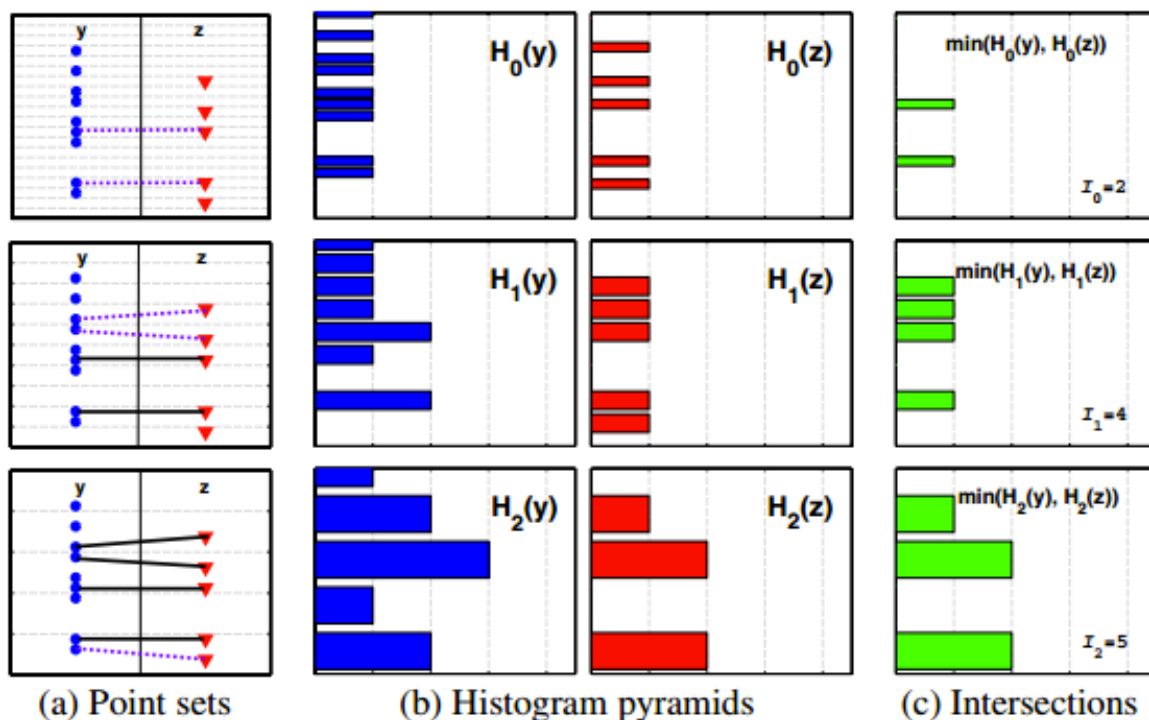 y z
H0(y)
H0(z)
min(H0(y), H0(z))
I0=2
y z
H1(y)
H1(z)
min(H1(y), H1(z))
I1=4
y z
H2(y)
H2(z)
min(H2(y), H2(z))
I2=5
(a) Point sets
(b) Histogram pyramids
(c) Intersections